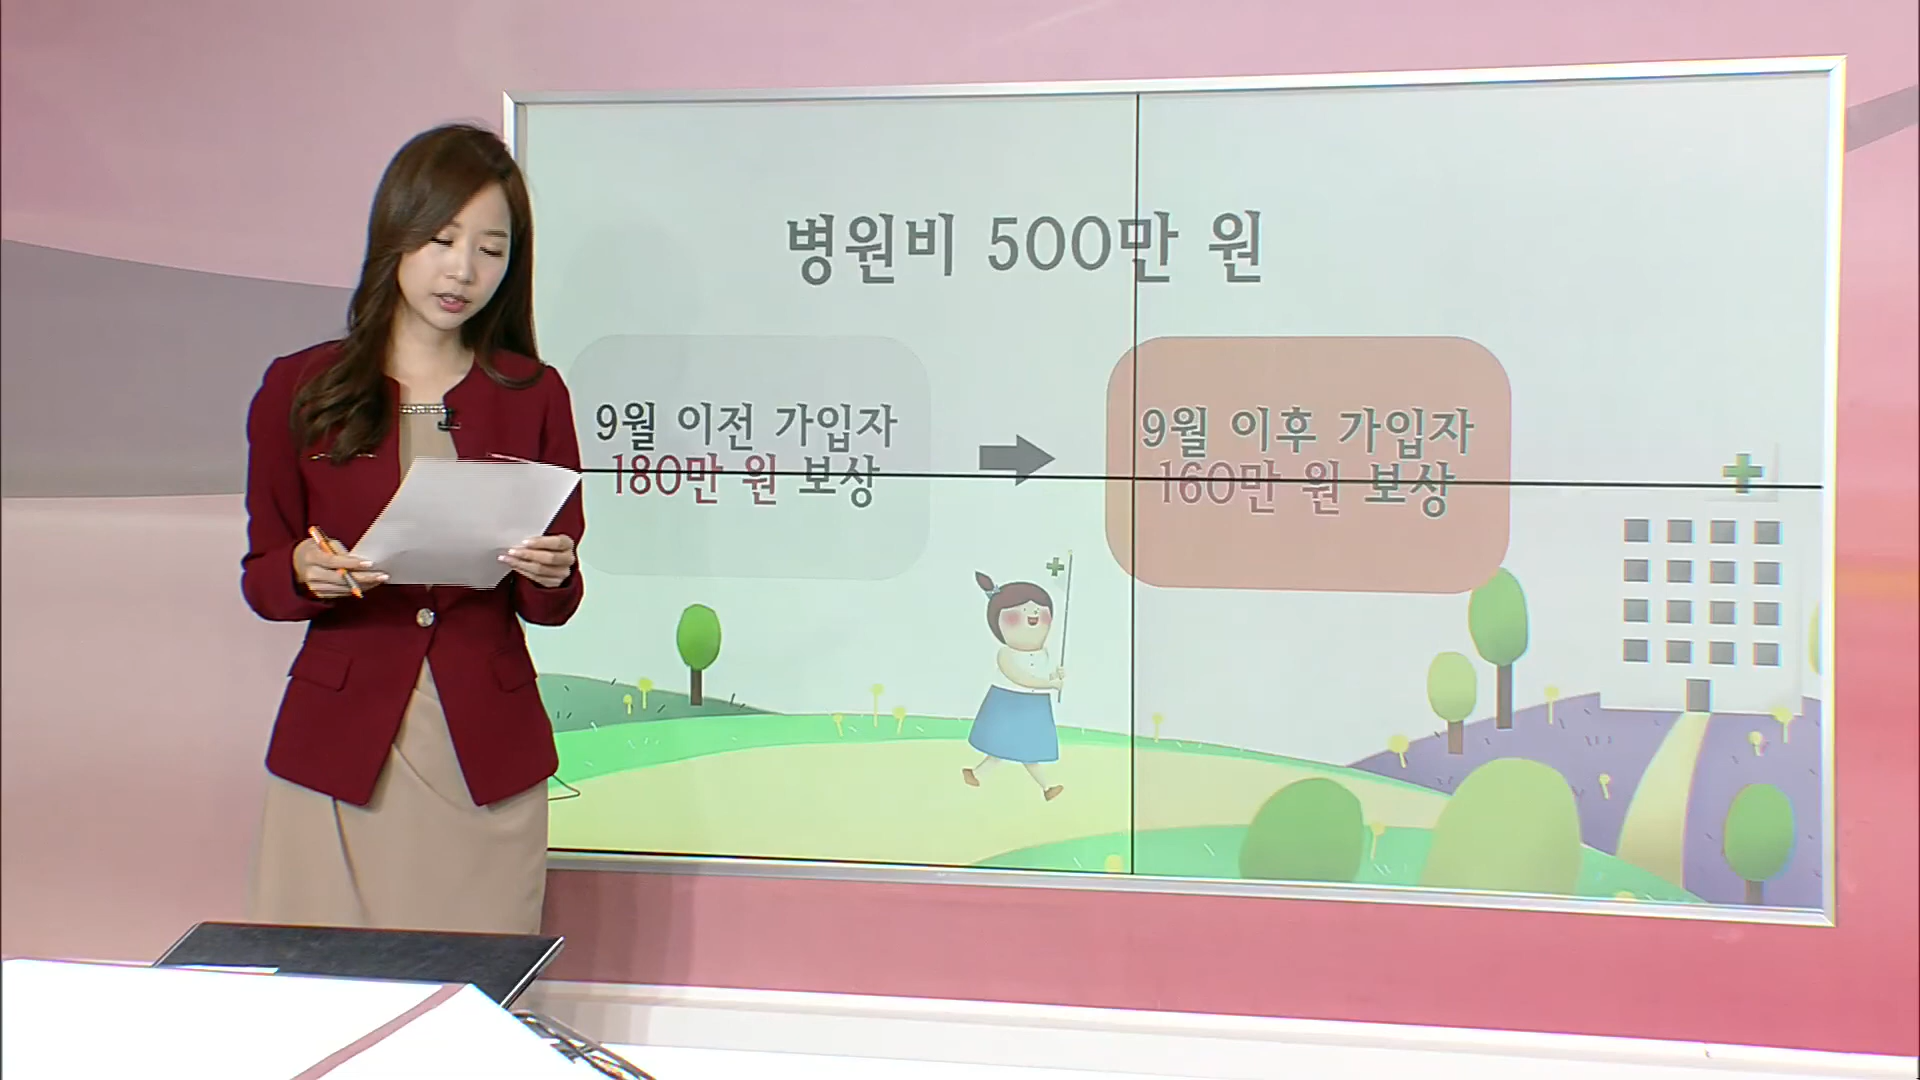 병원비 500만 원
9월 이전 가입자
180만 원 보상
9월 이후 가입자
160만 원 보상